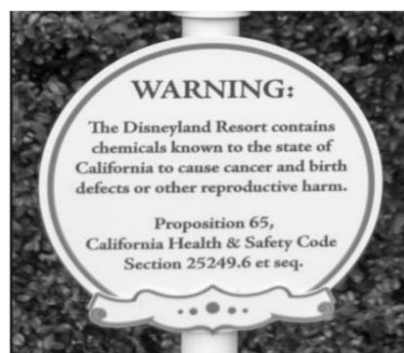 WARNING:
The Disneyland Resort contains
chemicals known to the state of
California to cause cancer and birth
defects or other reproductive harm.
Proposition 65,
California Health & Safety Code
Section 25249.6 et seq.